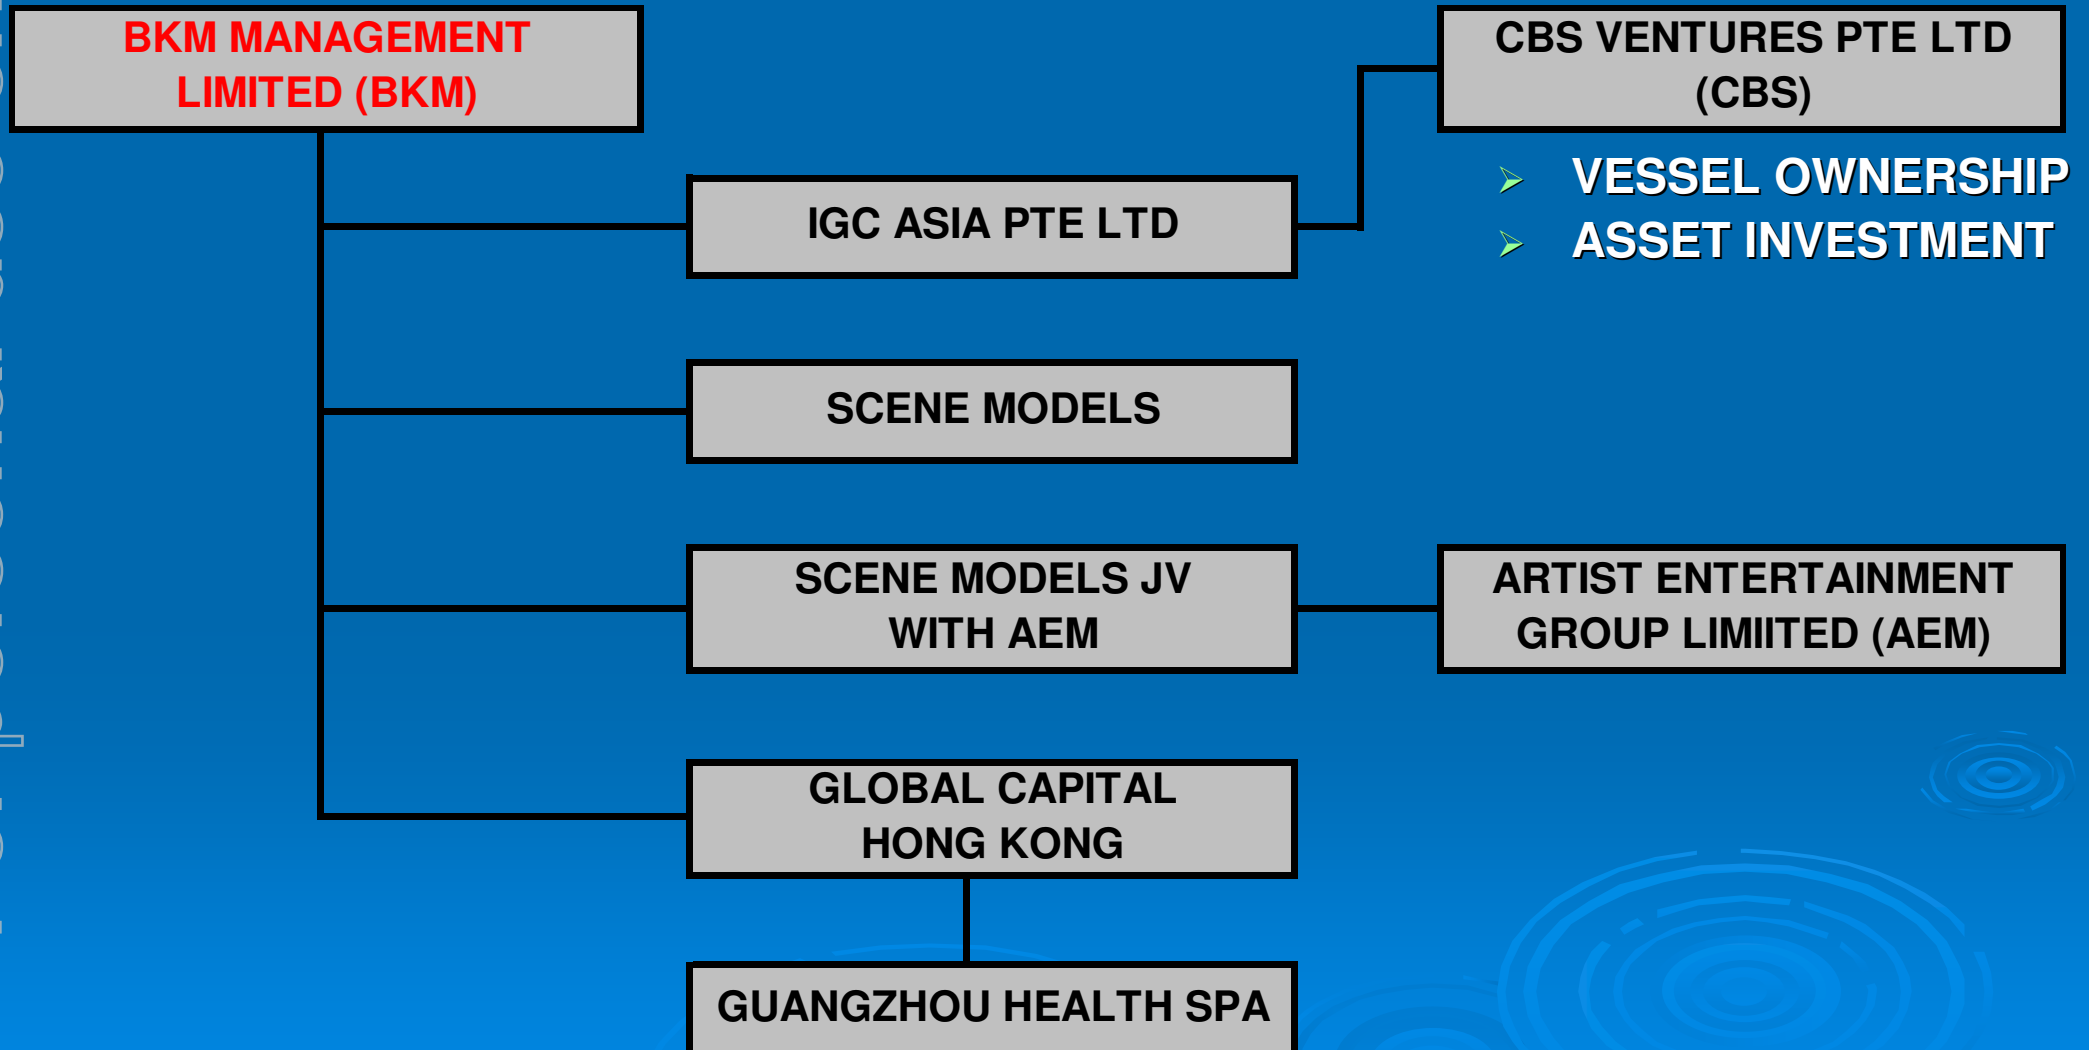 BKM MANAGEMENT
LIMITED (BKM)
CBS VENTURES PTE LTD
(CBS)
VESSEL OWNERSHIP
ASSET INVESTMENT
IGC ASIA PTE LTD
SCENE MODELS
SCENE MODELS JV
WITH AEM
ARTIST ENTERTAINMENT
GROUP LIMIITED (AEM)
GLOBAL CAPITAL
HONG KONG
GUANGZHOU HEALTH SPA